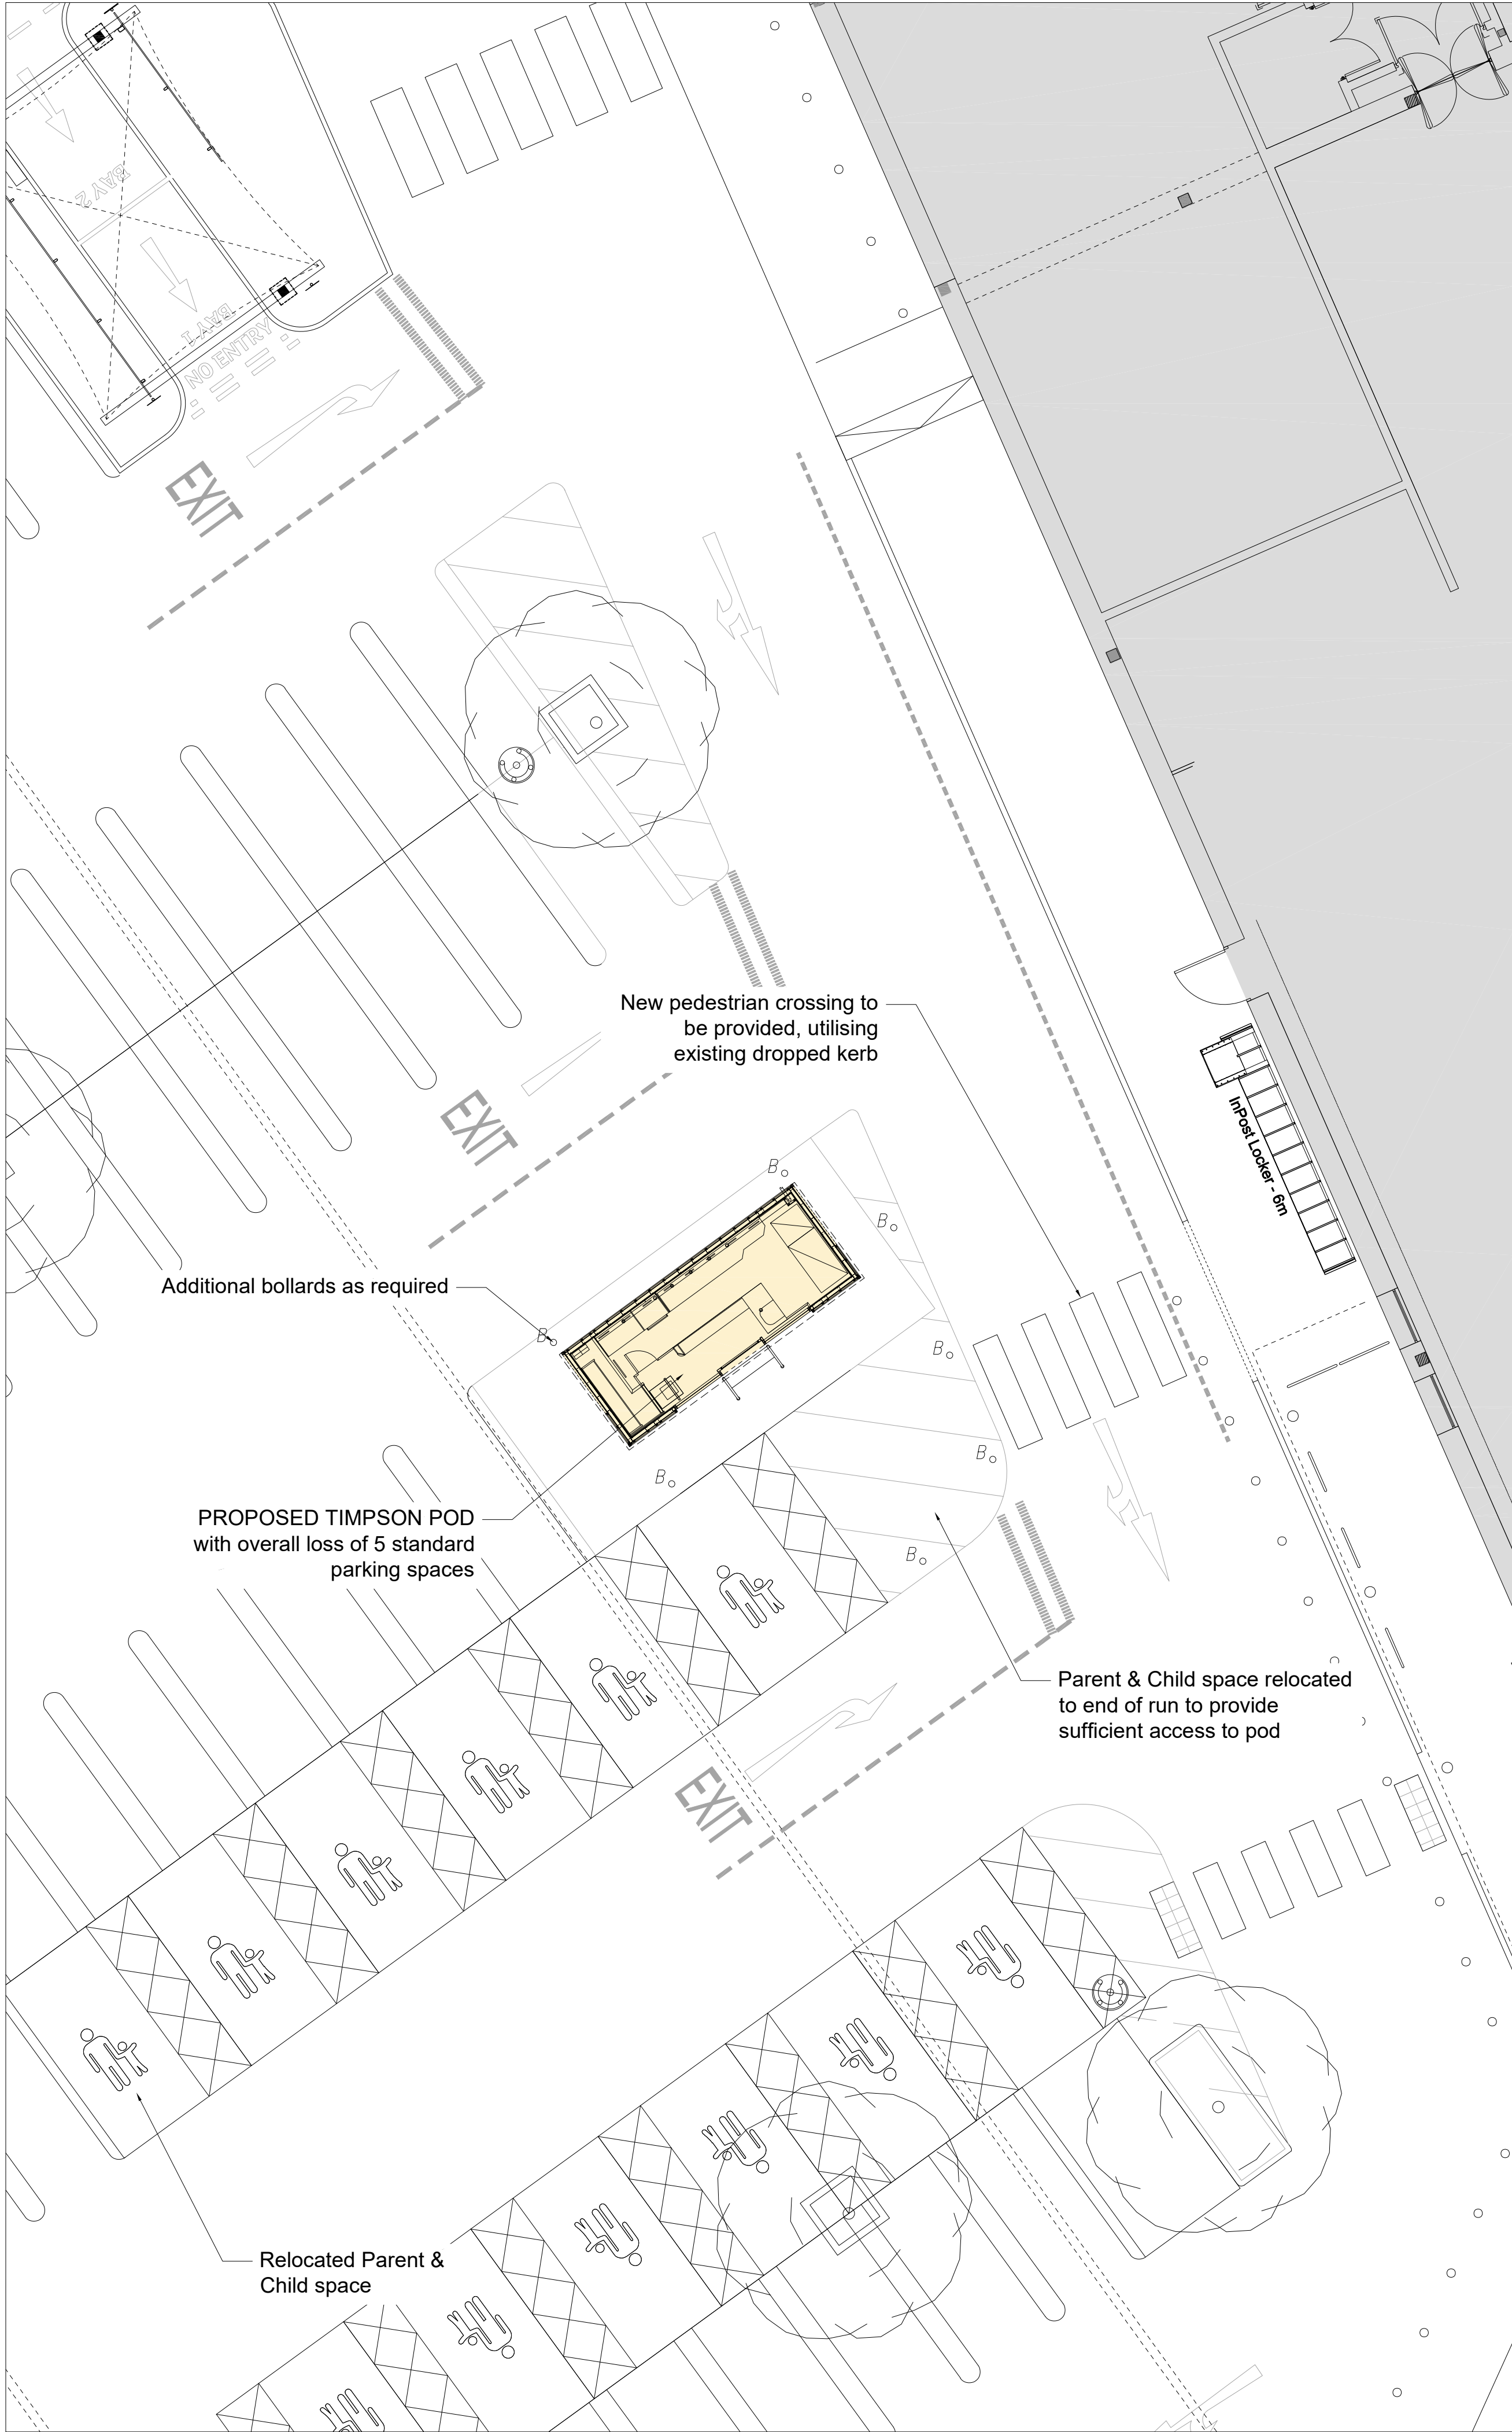 BAY 2
BAY 1
NO ENTRY
EXIT
New pedestrian crossing to
be provided, utilising
existing dropped kerb
InPost Locker - 6m
EXIT
B
B
Additional bollards as required
B
B
PROPOSED TIMPSON POD
with overall loss of 5 standard
parking spaces
B
B
B
Parent & Child space relocated
to end of run to provide
sufficient access to pod
EXIT
Relocated Parent &
Child space